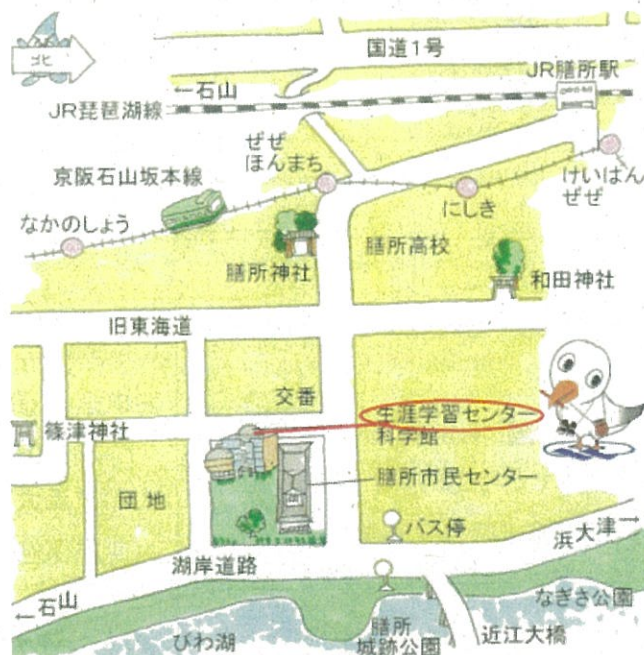 北
国道1号
JR膳所駅
←石山
JR琵琶湖線
ぜぜ
ほんまち
京阪石山坂本線
けいはん
ぜぜ
にしき
なかのしょう
膳所高校
膳所神社
和田神社
旧東海道
交番
生涯学習センター
科学館
篠津神社
膳所市民センター
団地
バス停
浜大津→
湖岸道路
なぎさ公園
←石山
びわ湖
膳所
城跡公園
近江大橋